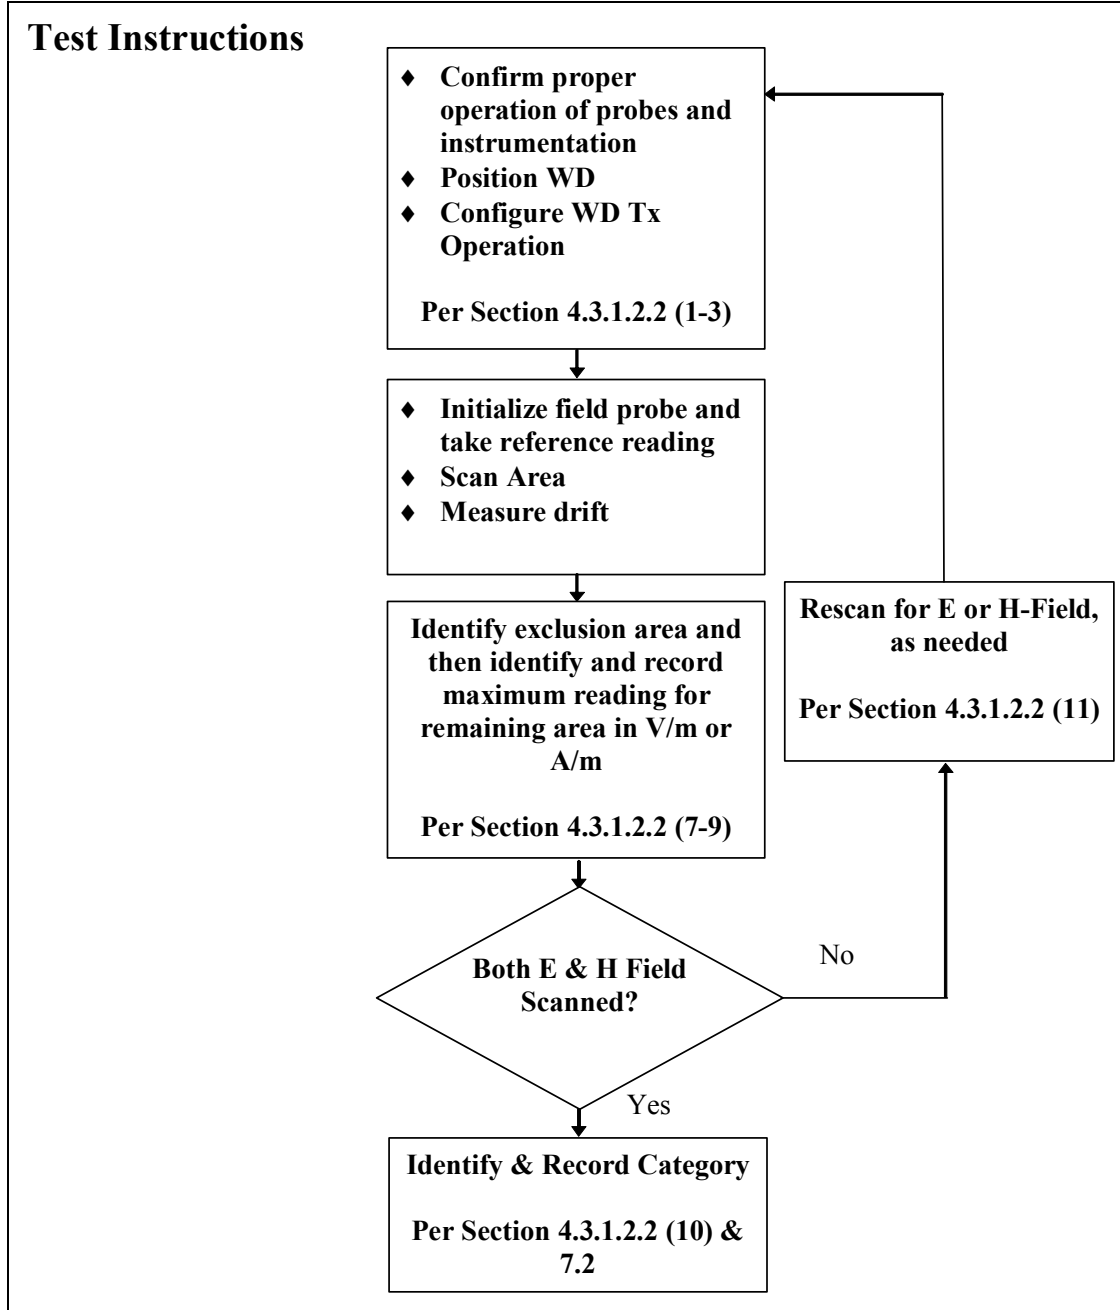 Test Instructions
♦ Confirm proper
operation of probes and
instrumentation
♦ Position WD
♦ Configure WD Tx
Operation
Per Section 4.3.1.2.2 (1-3)
♦ Initialize field probe and
take reference reading
♦ Scan Area
♦ Measure drift
Identify exclusion area and
then identify and record
maximum reading for
remaining area in V/m or
A/m
Per Section 4.3.1.2.2 (7-9)
Rescan for E or H-Field,
as needed
Per Section 4.3.1.2.2 (11)
Both E & H Field
Scanned?
No
Yes
Identify & Record Category
Per Section 4.3.1.2.2 (10) &
7.2